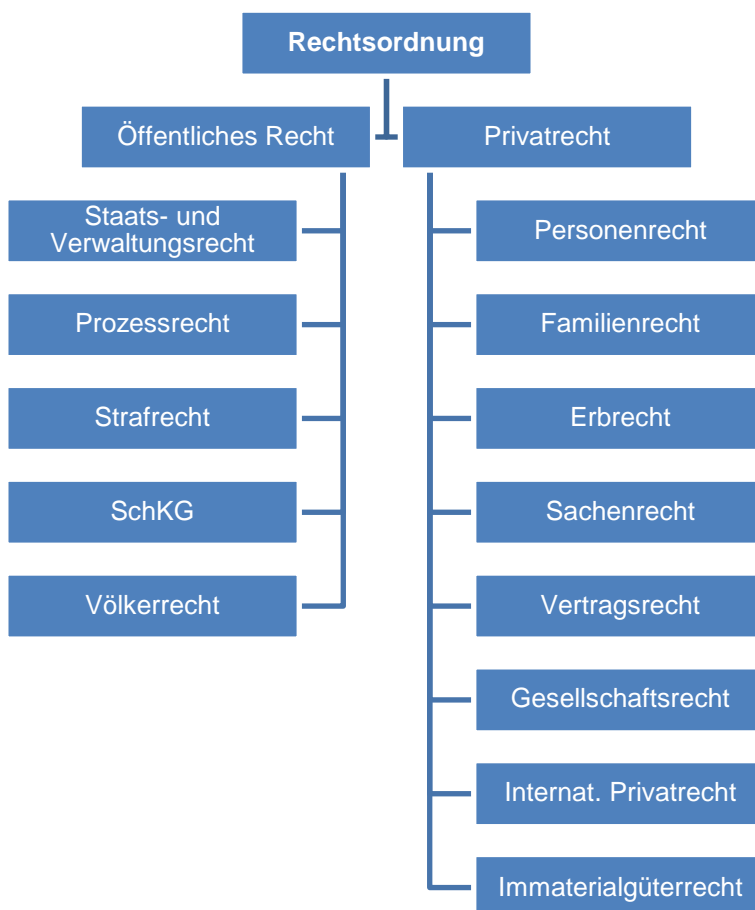 Rechtsordnung
Öffentliches Recht
Privatrecht
Staats- und
Verwaltungsrecht
Prozessrecht
Strafrecht
SchKG
Völkerrecht
Personenrecht
Familienrecht
Erbrecht
Sachenrecht
Vertragsrecht
Gesellschaftsrecht
Internat. Privatrecht
Immaterialgüterrecht